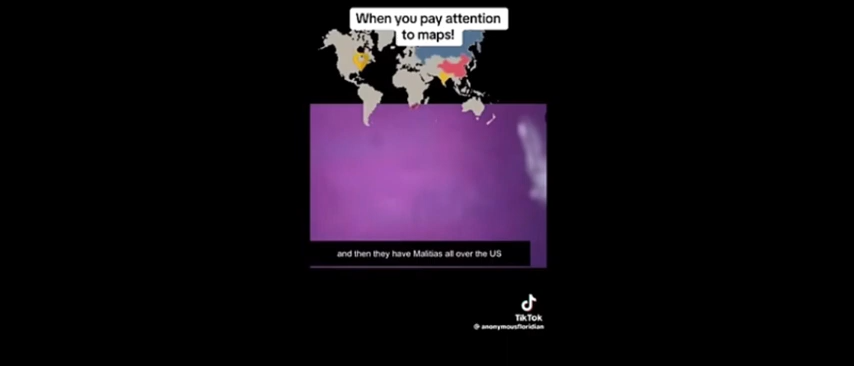 When you pay attention
to maps!
and then they have Malitias all over the US
TikTok
@ anonymousfloridian